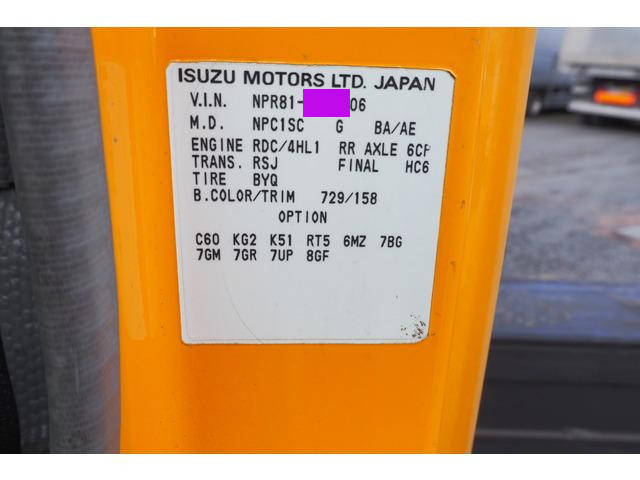 ISUZU MOTORS LTD. JAPAN
V.I.N. NPR81- 06
M.D. NPC1SC G BA/AE
ENGINE RDC/4HL1 RR AXLE 6CP
TRANS. RSJ FINAL HC6
TIRE BYQ
B.COLOR/TRIM 729/158
OPTION
C60 KG2 K51 RT5 6MZ 7BG
7GM 7GR 7UP 8GF